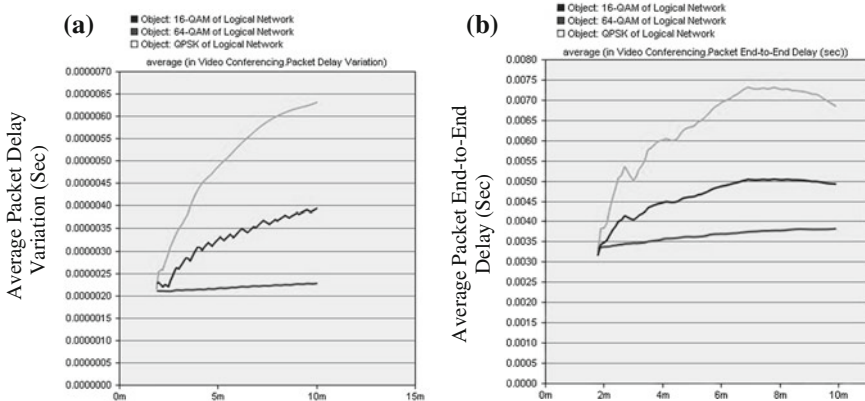 (a)
Object: 16-QAM of Logical Network
Object: 64-QAM of Logical Network
Object: QPSK of Logical Network
average (in Video Conferencing.Packet Delay Variation)
Average Packet Delay
Variation (Sec)
0.0000070
0.0000065
0.0000060
0.0000055
0.0000050
0.0000045
0.0000040
0.0000035
0.0000030
0.0000025
0.0000020
0.0000015
0.0000010
0.0000005
0.0000000
0m
5m
10m
15m
(b)
Object: 16-QAM of Logical Network
Object: 64-QAM of Logical Network
Object: QPSK of Logical Network
average (in Video Conferencing.Packet End-to-End Delay (sec))
Average Packet End-to-End
Delay (Sec)
0.0080
0.0075
0.0070
0.0065
0.0060
0.0055
0.0050
0.0045
0.0040
0.0035
0.0030
0.0025
0.0020
0.0015
0.0010
0.0005
0.0000
0m
2m
4m
6m
8m
10m